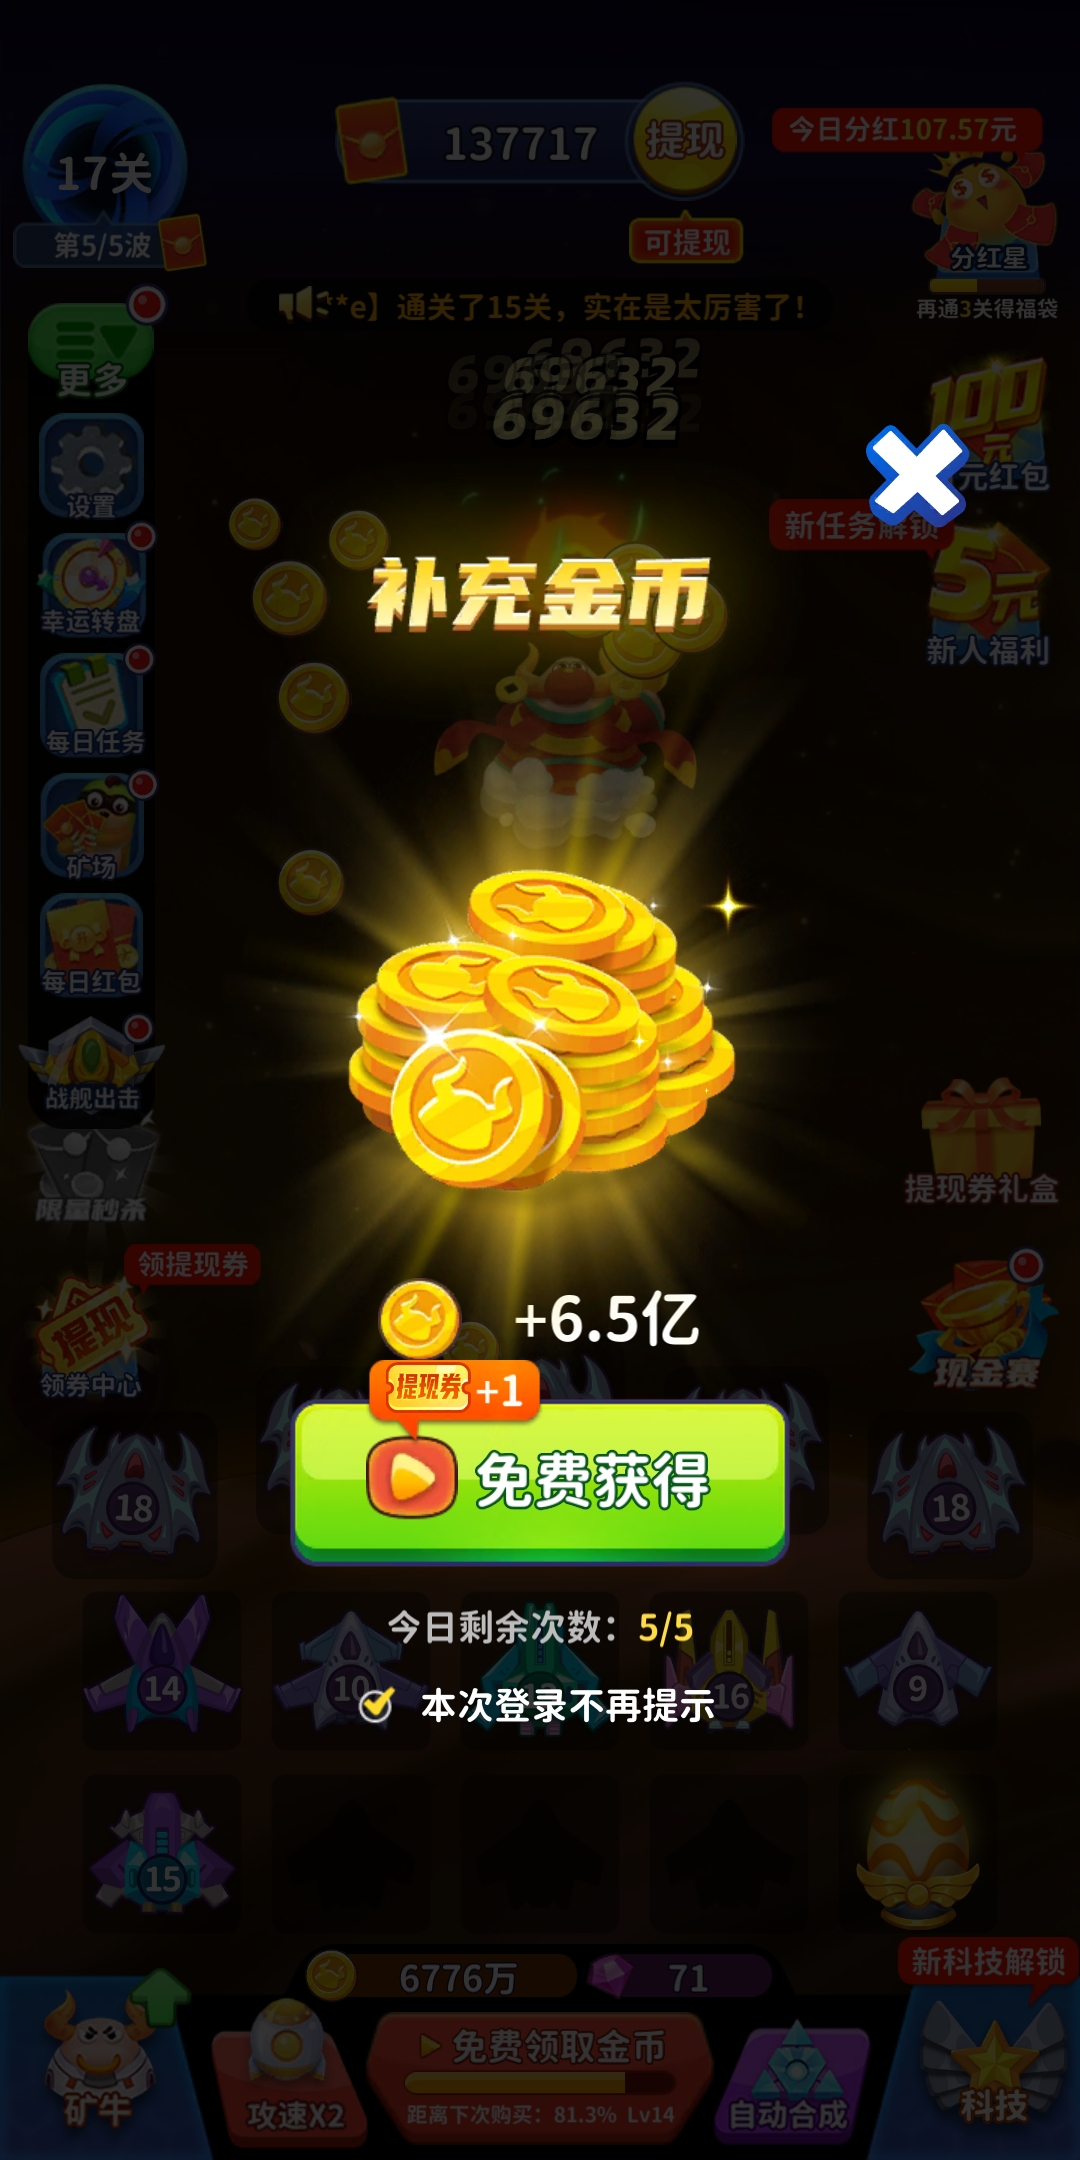 17关
第5/5波
137717
提现
可提现
今日分红107.57元
分红星
再通3关得福袋
*e】通关了15关，实在是太厉害了！
69632
69632
69632
更多
设置
幸运转盘
每日任务
矿场
每日红包
战舰出击
限量秒杀
领提现券
提现
领券中心
100
元
元红包
新任务解锁
5元
新人福利
补充金币
提现券礼盒
现金赛
+6.5亿
提现券 +1
免费获得
今日剩余次数：5/5
本次登录不再提示
18
18
14
10
16
9
15
6776万
71
新科技解锁
矿牛
攻速X2
免费领取金币
距离下次购买：81.3% Lv14
自动合成
科技